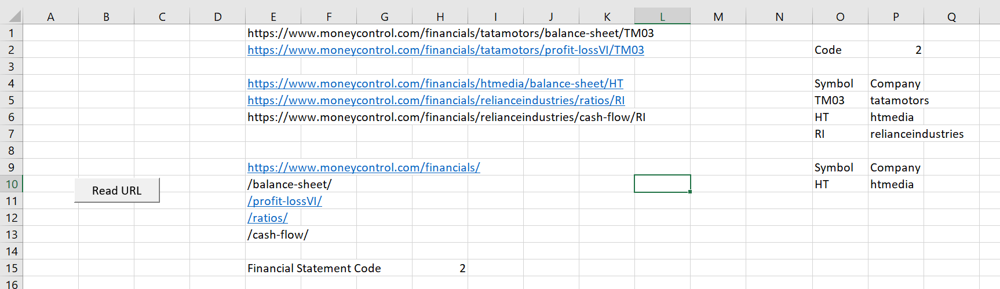 A B C D E F G H I J K L M N O P Q
1 https://www.moneycontrol.com/financials/tatamotors/balance-sheet/TM03
2 https://www.moneycontrol.com/financials/tatamotors/profit-lossVI/TM03 Code 2
3
4 https://www.moneycontrol.com/financials/htmedia/balance-sheet/HT Symbol Company
5 https://www.moneycontrol.com/financials/relianceindustries/ratios/RI TM03 tatamotors
6 https://www.moneycontrol.com/financials/relianceindustries/cash-flow/RI HT htmedia
7 RI relianceindustries
8
9 https://www.moneycontrol.com/financials/ Symbol Company
10 /balance-sheet/ HT htmedia
Read URL
11 /profit-lossVI/
12 /ratios/
13 /cash-flow/
14
15 Financial Statement Code 2
16